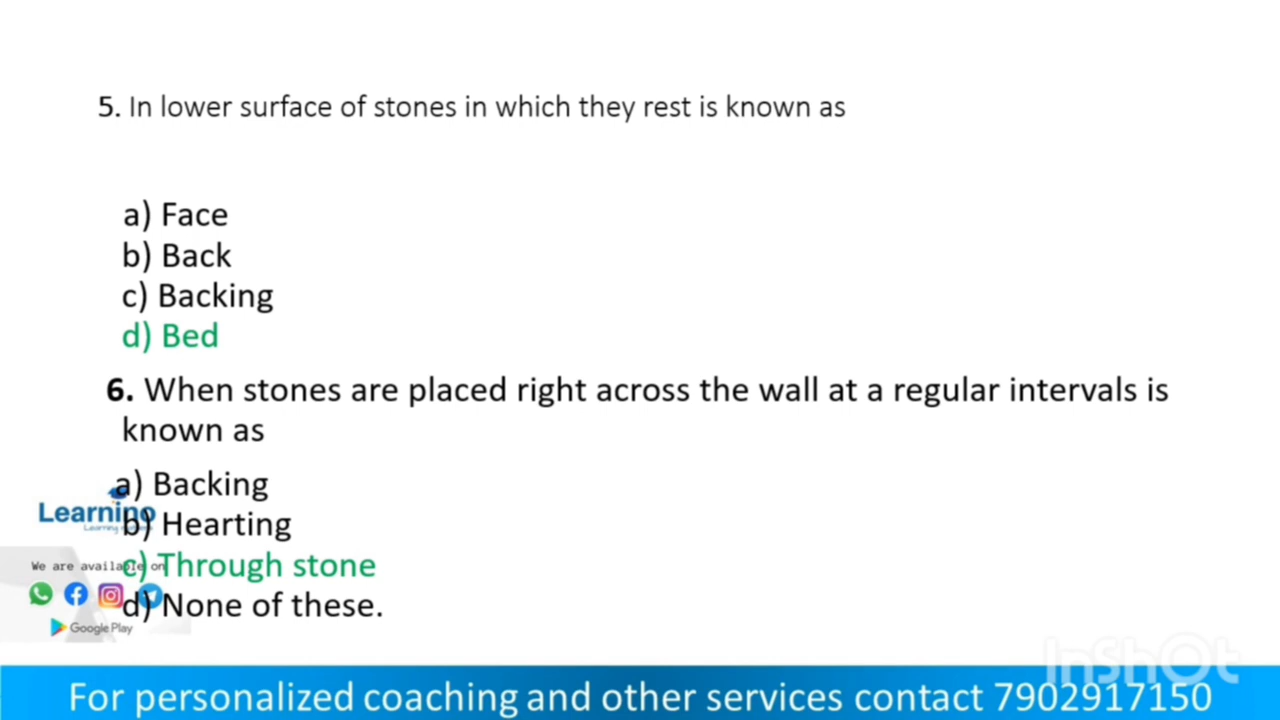 5. In lower surface of stones in which they rest is known as
a) Face
b) Back
c) Backing
d) Bed
6. When stones are placed right across the wall at a regular intervals is
known as
a) Backing
Learning
b) Hearting
We are available on
c) Through stone
d) None of these.
Google Play
InShOt
For personalized coaching and other services contact 7902917150